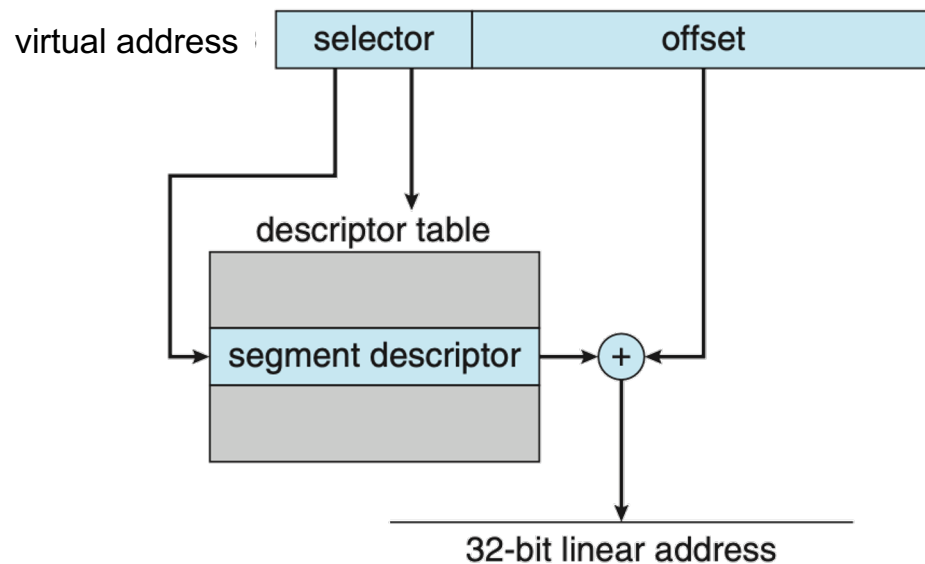 virtual address selector offset
descriptor table
segment descriptor +
32-bit linear address